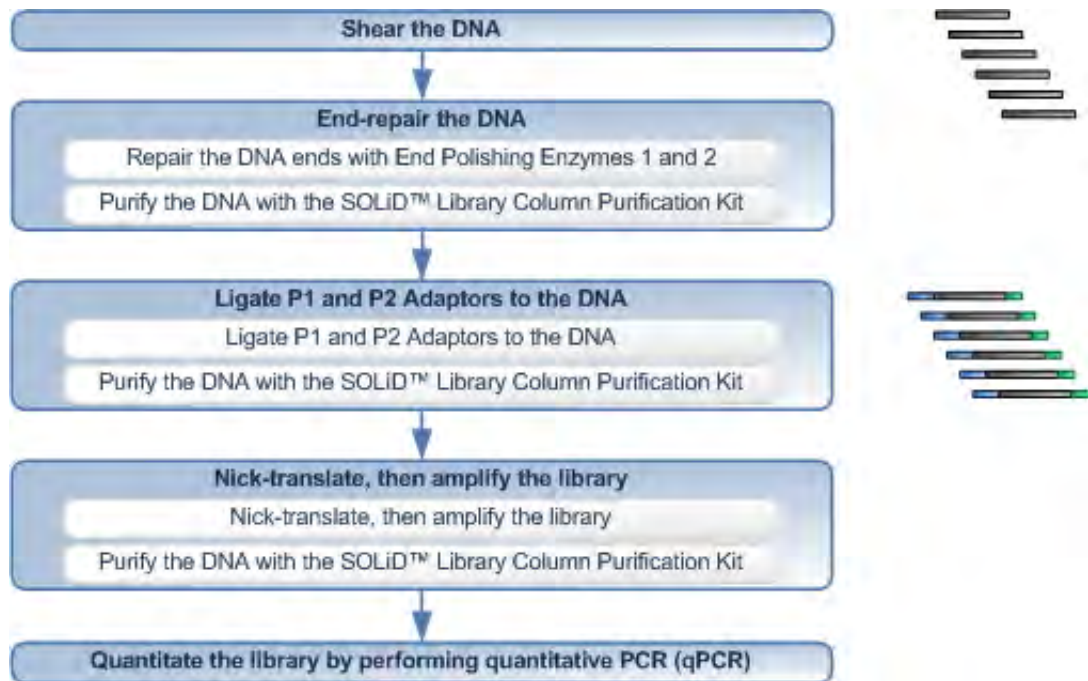 Shear the DNA
End-repair the DNA
Repair the DNA ends with End Polishing Enzymes 1 and 2
Purify the DNA with the SOLiD™ Library Column Purification Kit
Ligate P1 and P2 Adaptors to the DNA
Ligate P1 and P2 Adaptors to the DNA
Purify the DNA with the SOLiD™ Library Column Purification Kit
Nick-translate, then amplify the library
Nick-translate, then amplify the library
Purify the DNA with the SOLiD™ Library Column Purification Kit
Quantitate the library by performing quantitative PCR (qPCR)